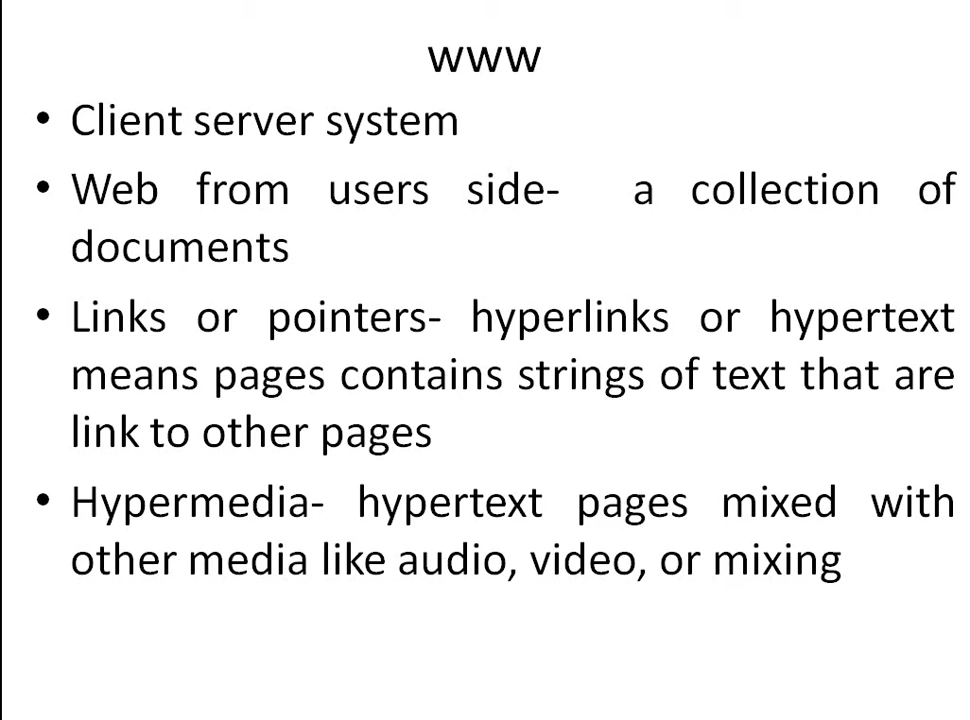 www
• Client server system
• Web from users side- a collection of
documents
• Links or pointers- hyperlinks or hypertext
means pages contains strings of text that are
link to other pages
• Hypermedia- hypertext pages mixed with
other media like audio, video, or mixing